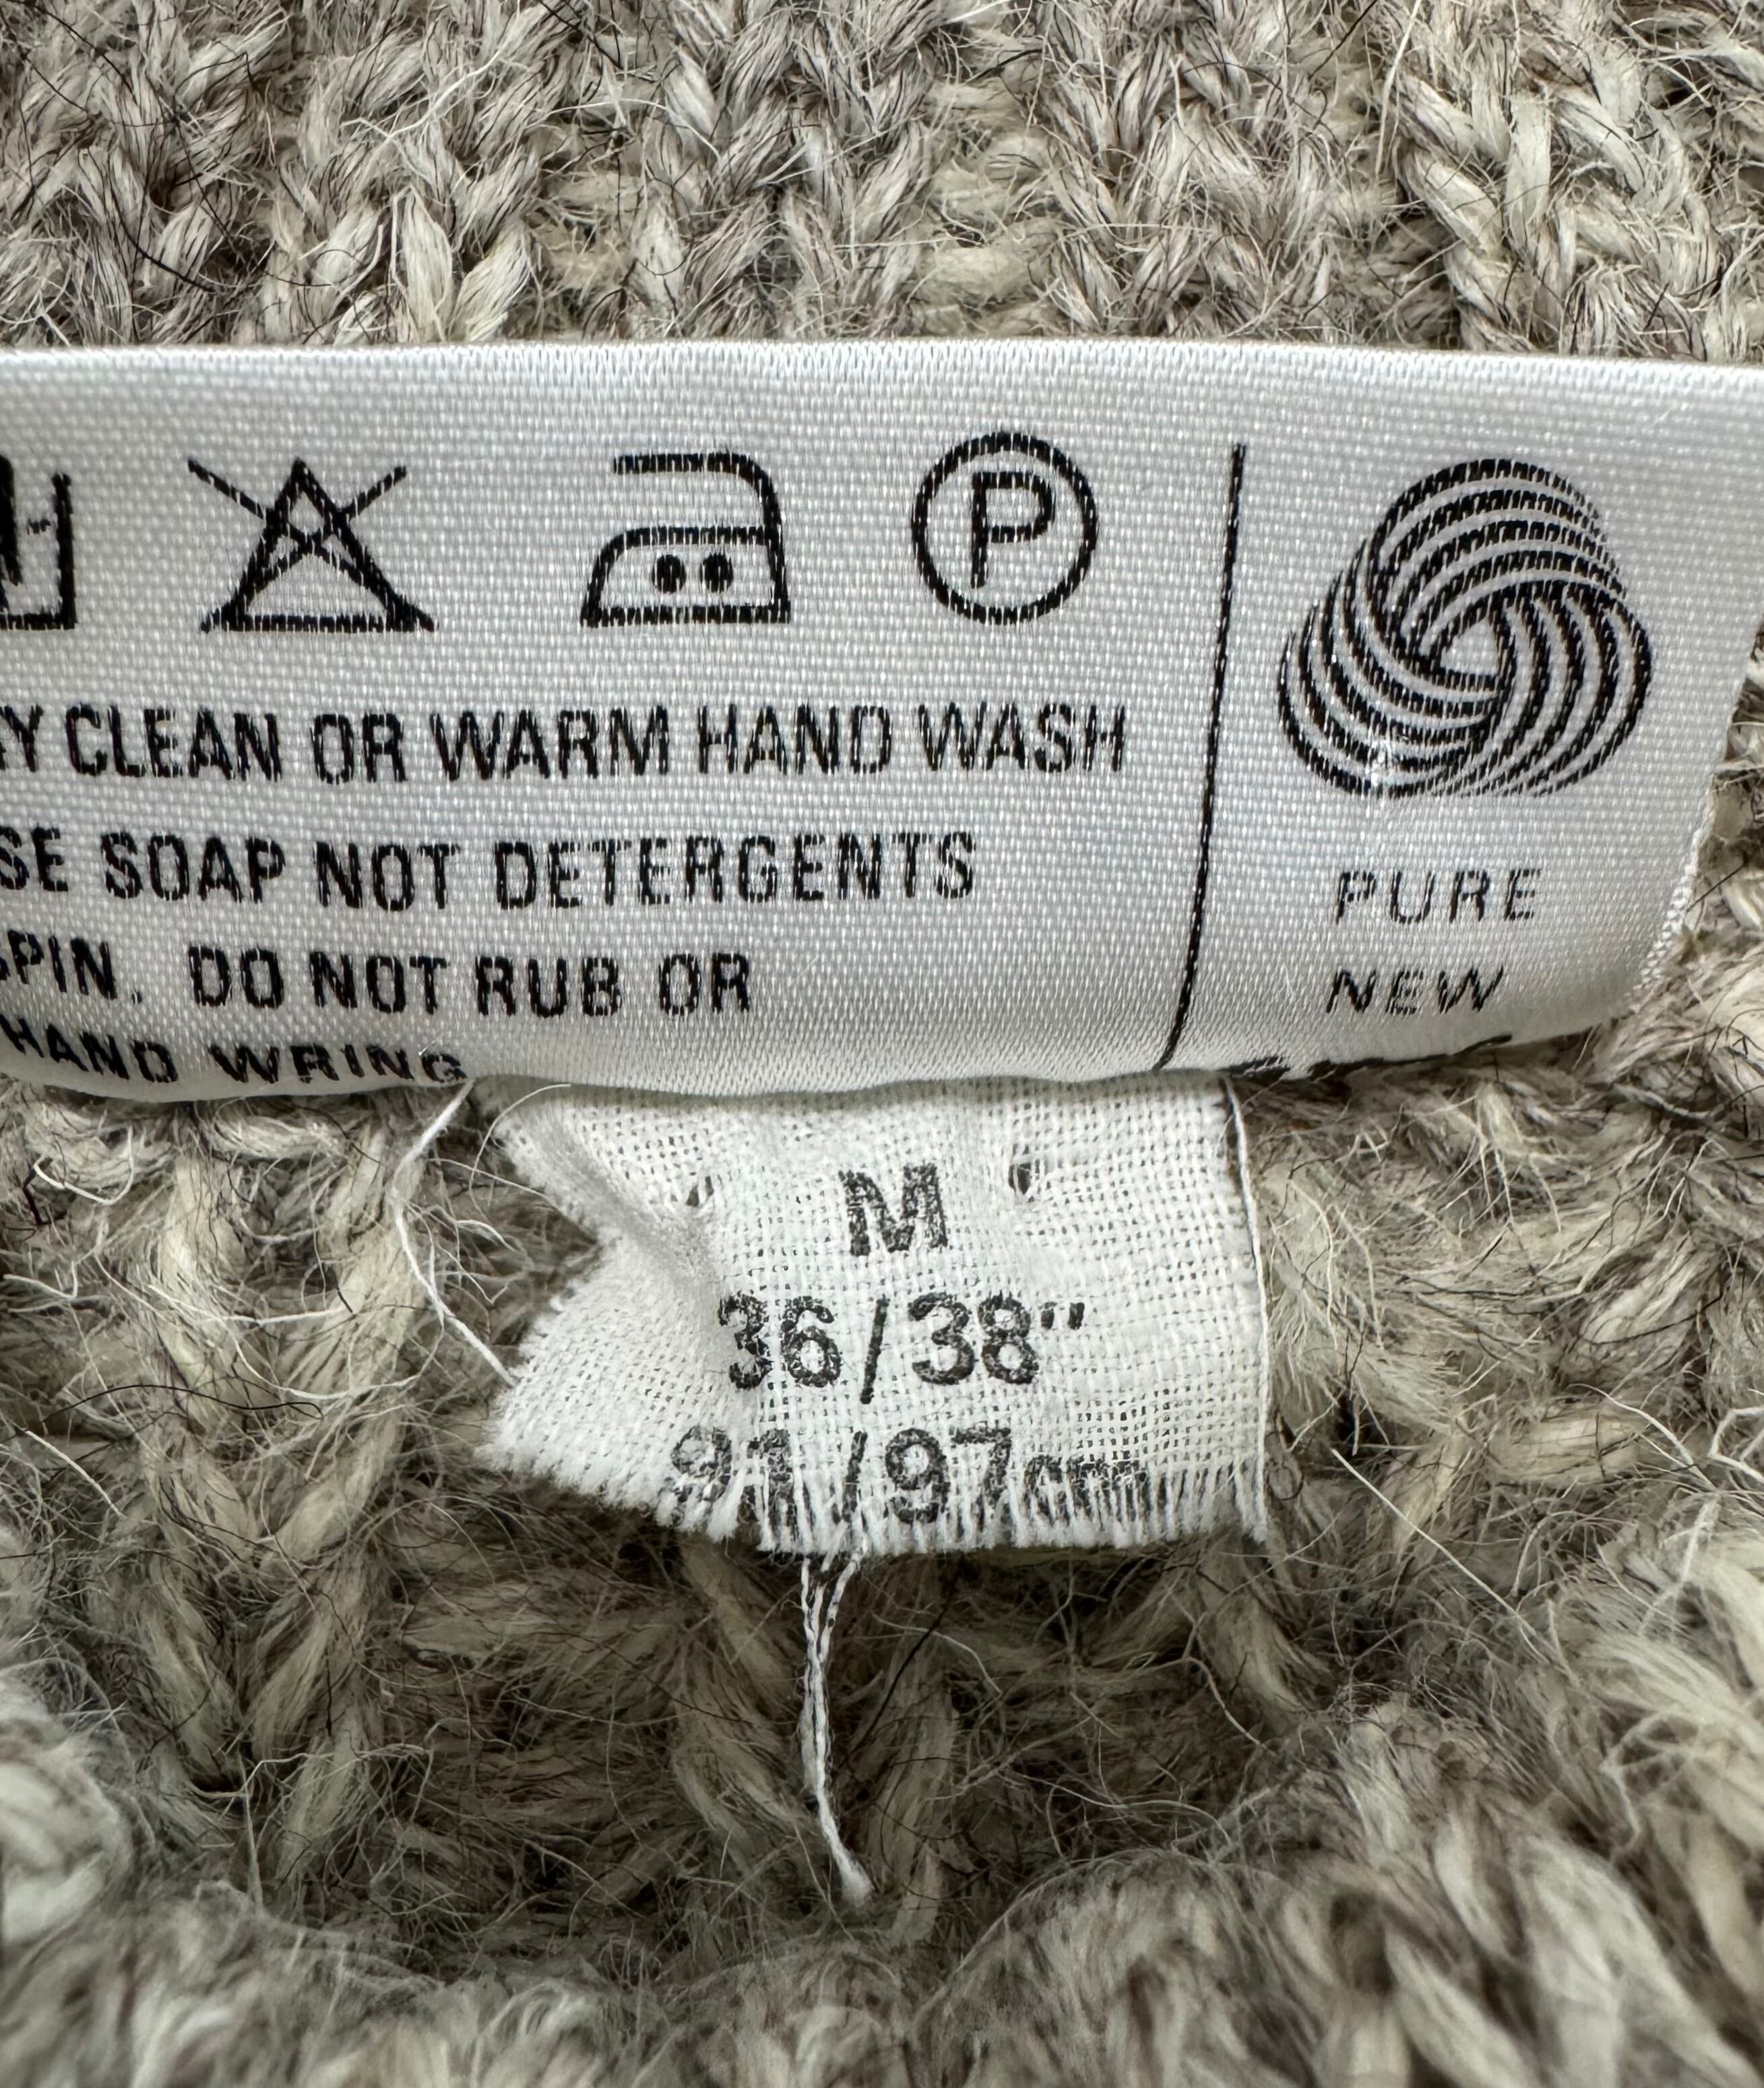 P
CLEAN OR WARM HAND WASH
SOAP NOT DETERGENTS
SPIN. DO NOT RUB OR
HAND WRING
PURE
NEW
M
36/38"
91/97cm